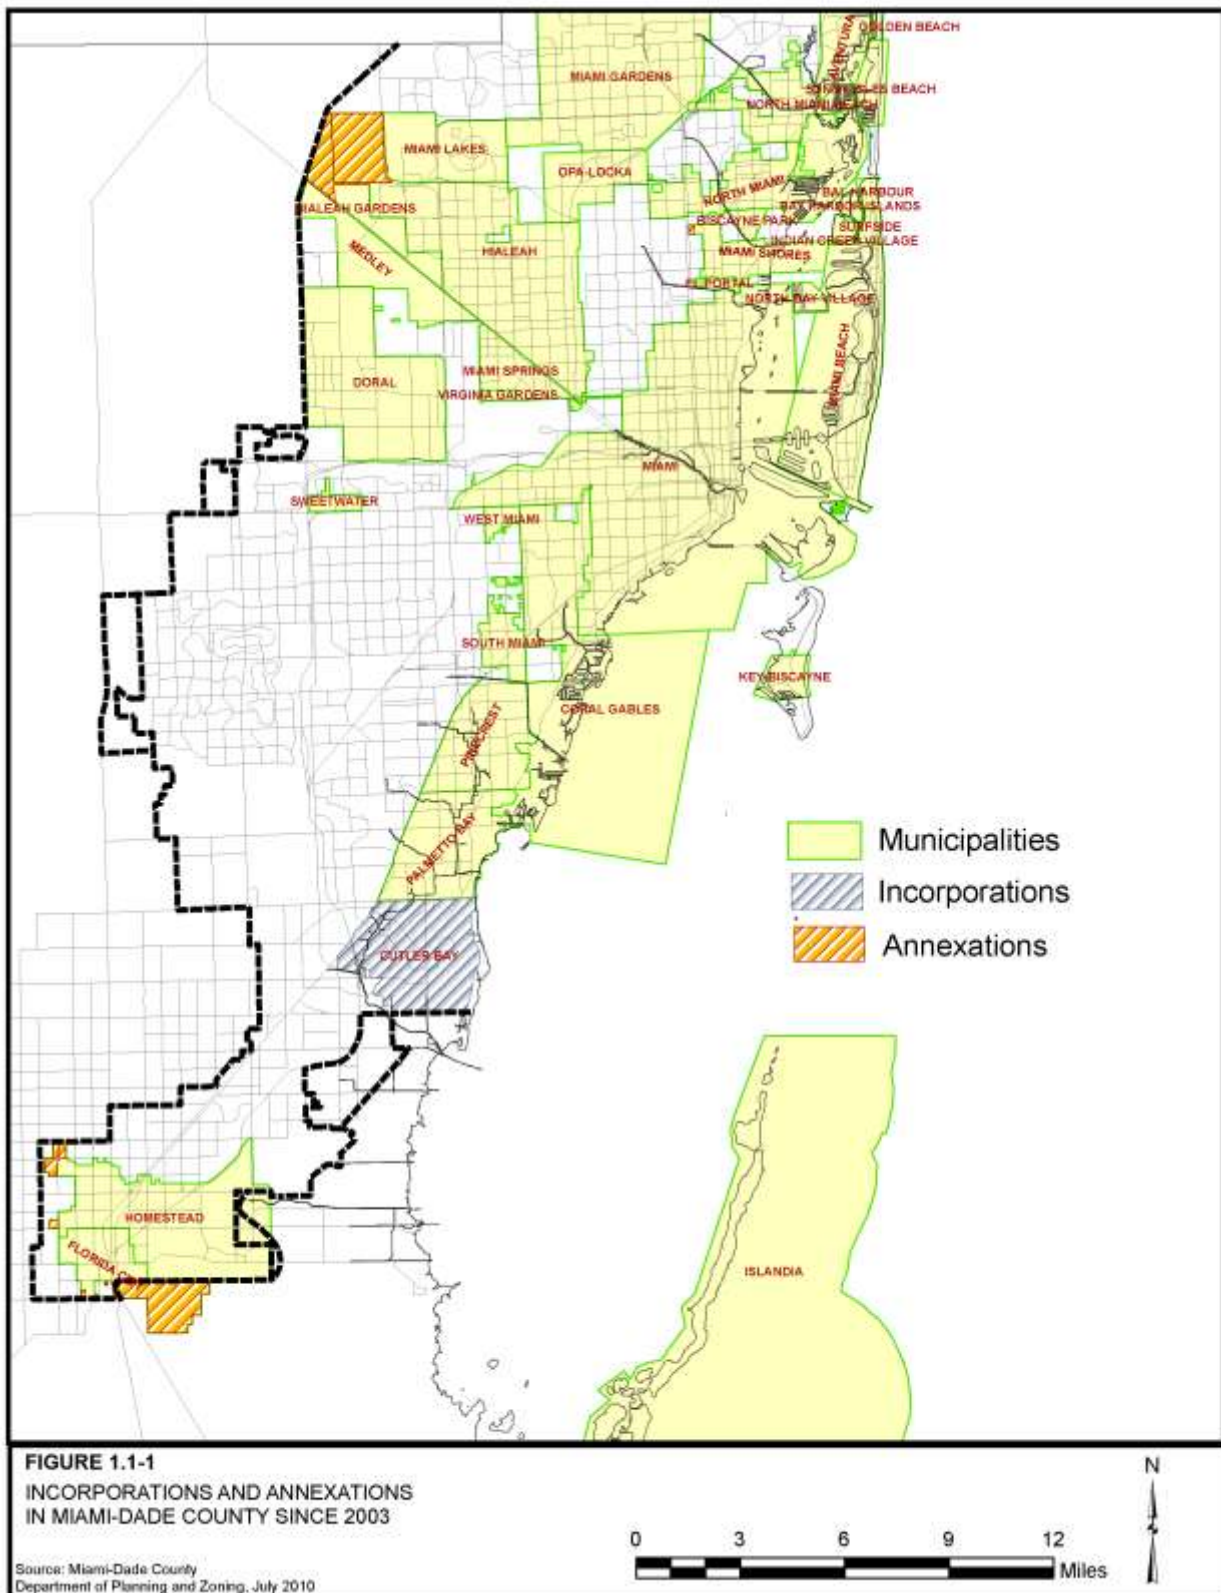 GOLDEN BEACH
AVENTURA
MIAMI GARDENS
SUNNY ISLES BEACH
NORTH MIAMI BEACH
MIAMI LAKES
OPA-LOCKA
NORTH MIAMI
BAL HARBOUR
BAY HARBOR ISLANDS
HIALEAH GARDENS
BISCAYNE PARK
SURFSIDE
INDIAN CREEK VILLAGE
MEDLEY
HIALEAH
MIAMI SHORES
EL PORTAL
NORTH BAY VILLAGE
MIAMI BEACH
MIAMI SPRINGS
DORAL
VIRGINIA GARDENS
MIAMI
SWEETWATER
WEST MIAMI
SOUTH MIAMI
KEY BISCAYNE
CORAL GABLES
PINECREST
PALMETTO BAY
Municipalities
Incorporations
Annexations
CUTLER BAY
HOMESTEAD
FLORIDA CITY
ISLANDIA
FIGURE 1.1-1
INCORPORATIONS AND ANNEXATIONS
IN MIAMI-DADE COUNTY SINCE 2003
N
0 3 6 9 12
Miles
Source: Miami-Dade County
Department of Planning and Zoning, July 2010